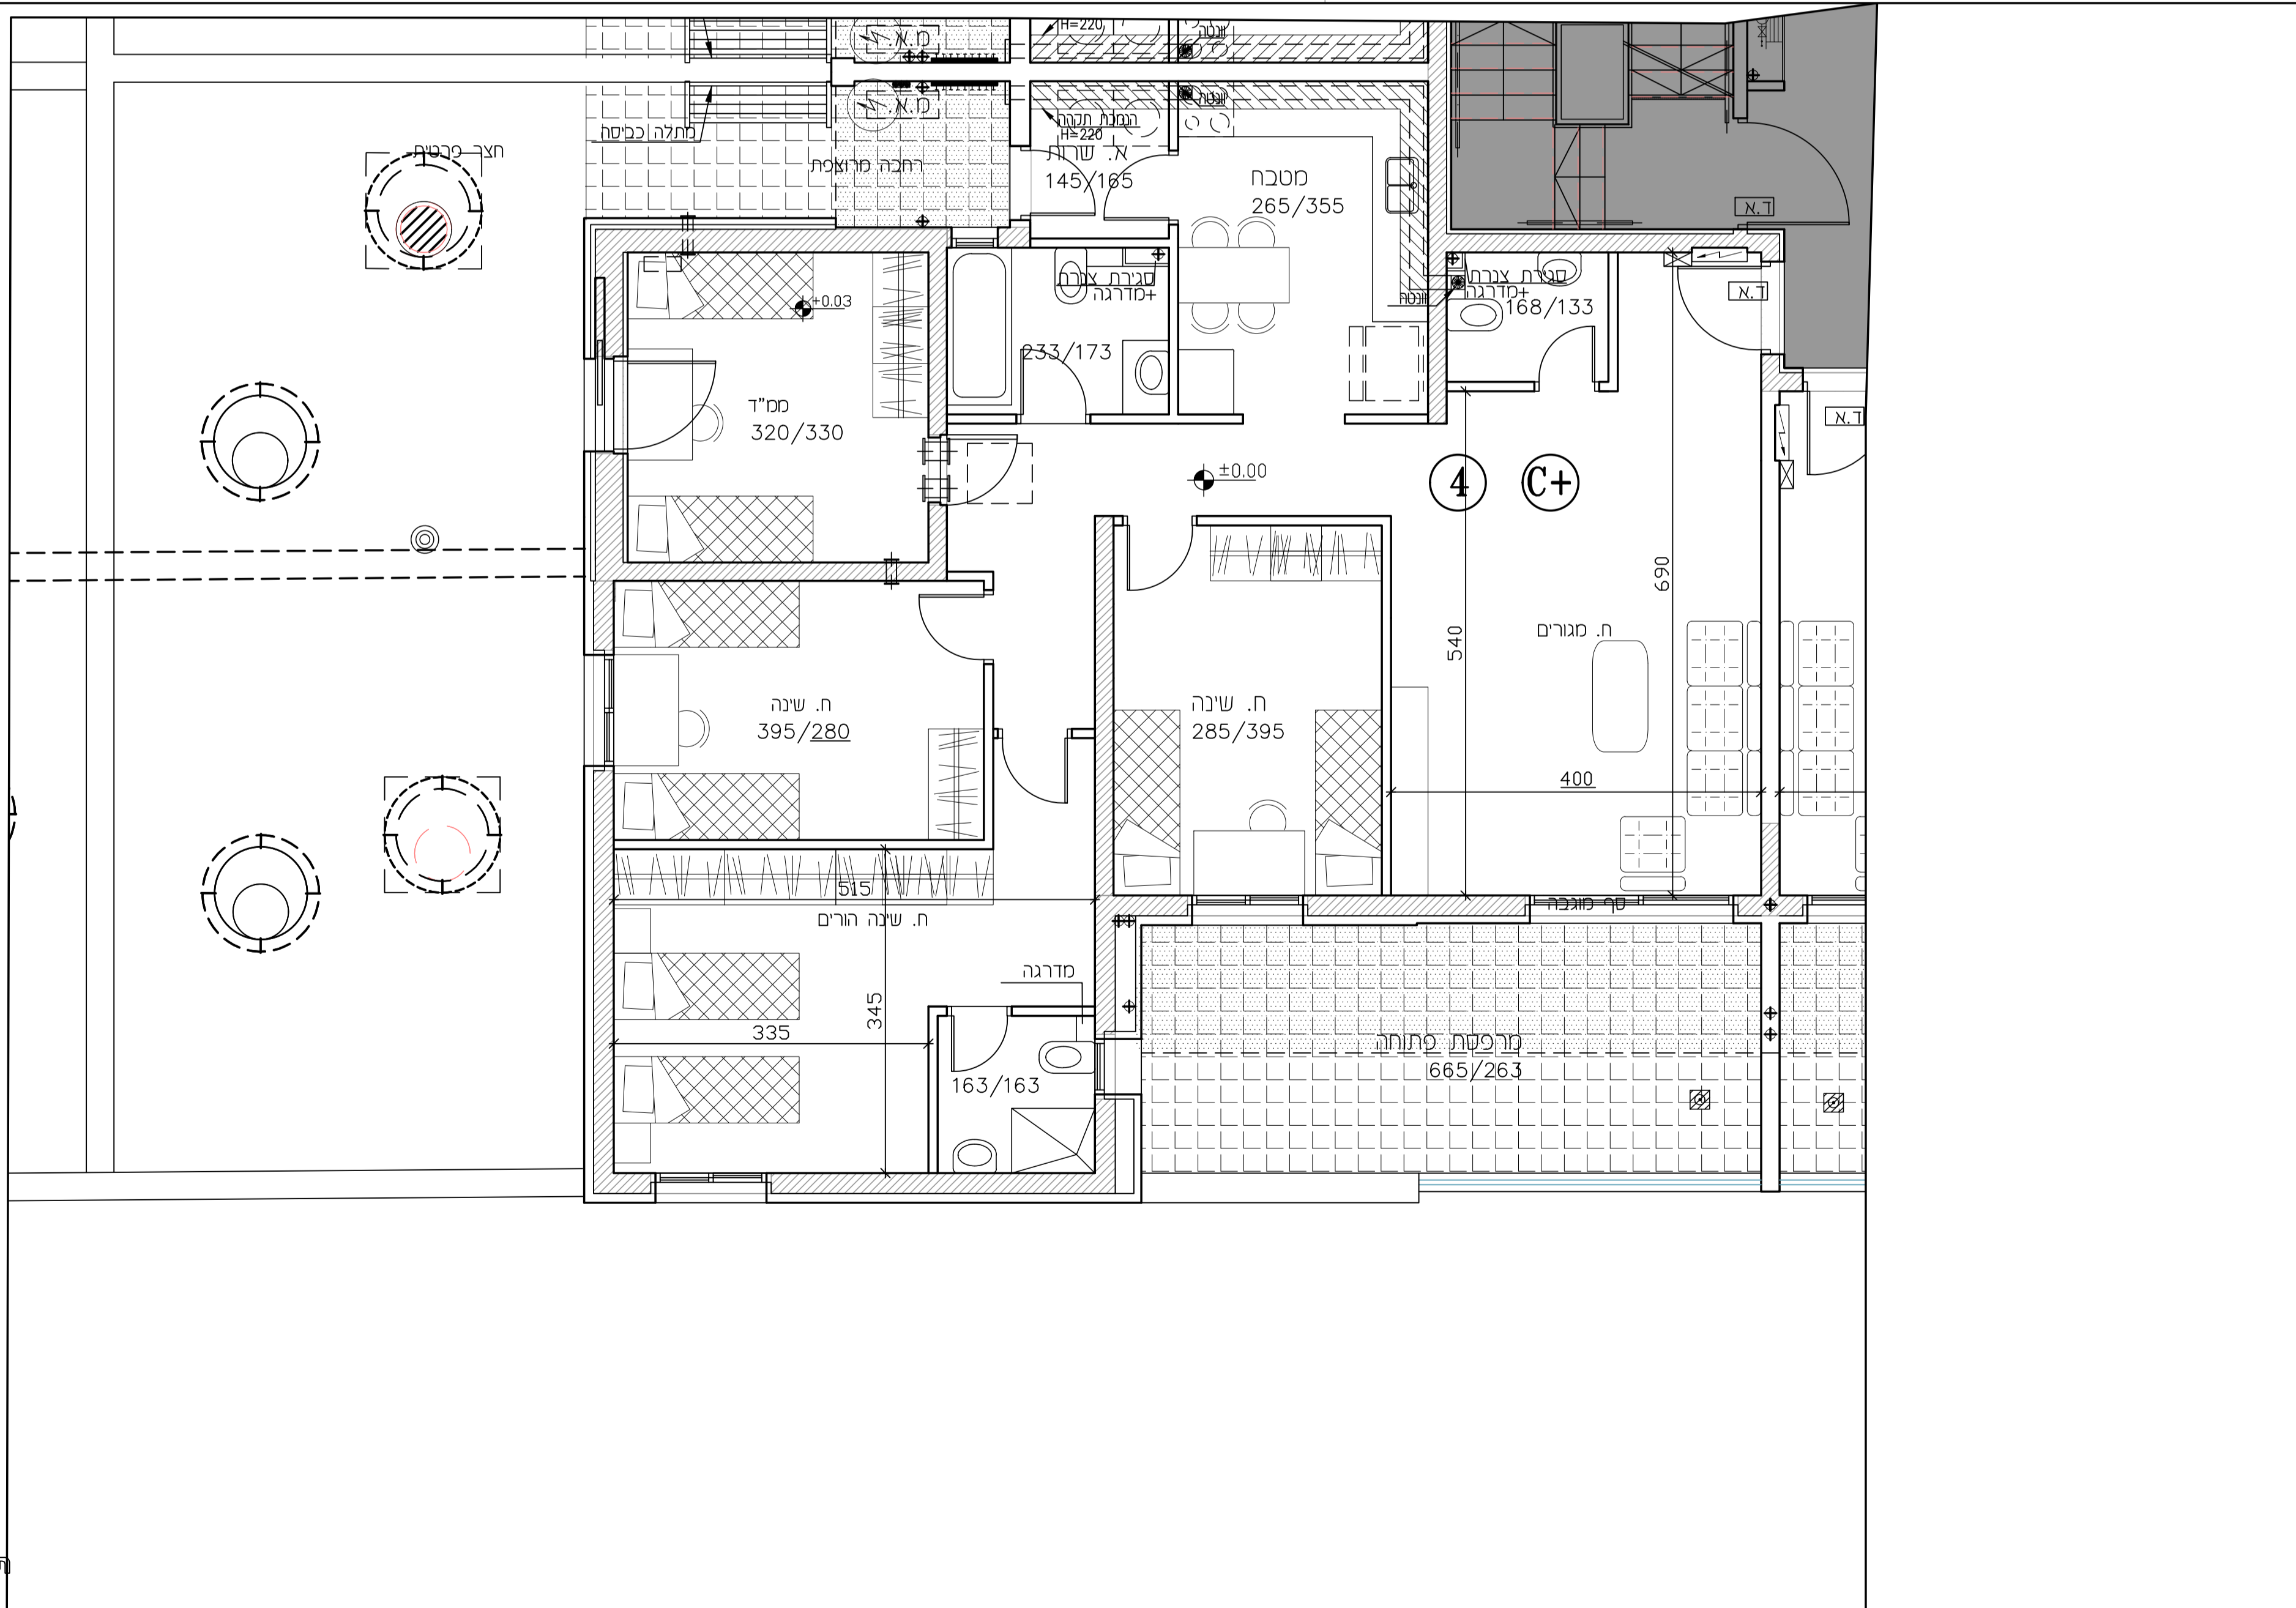 H=220
וונטה
מ.א.
מ.א.
וונטה
מתלה כביסה
הנמכת תקרה
H=220
חצר פרטית
רחבה מרוצפת
א. שרות
145/165
מטבח
265/355
ד.א
סגירת צנרת
+מדרגה
סגירת צנרת
+מדרגה
וונטה
168/133
ד.א
+0.03
233/173
ממ"ד
320/330
ד.א
±0.00
4
C+
690
540
ח. מגורים
ח. שינה
395/280
ח. שינה
285/395
400
515
ח. שינה הורים
סף מוגבה
מדרגה
345
335
163/163
מרפסת פתוחה
665/263